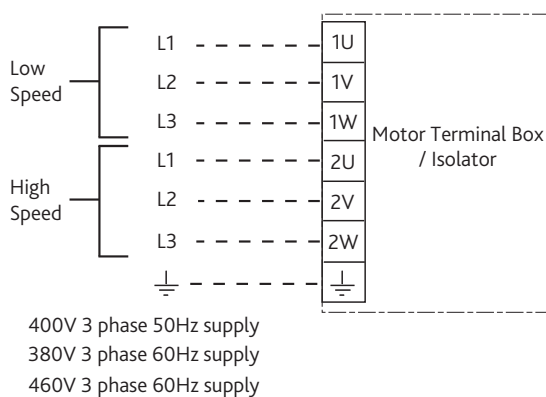 Low
Speed
L1
1U
L2
1V
L3
1W
High
Speed
L1
2U
L2
2V
L3
2W
Motor Terminal Box
/ Isolator
400V 3 phase 50Hz supply
380V 3 phase 60Hz supply
460V 3 phase 60Hz supply